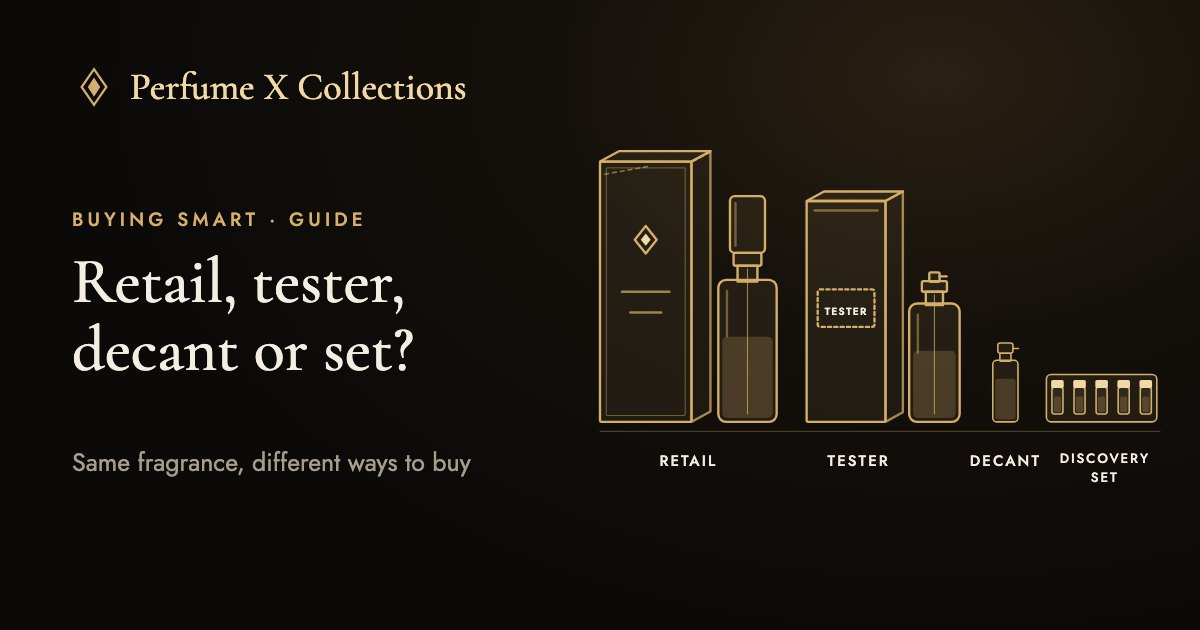 Perfume X Collections
BUYING SMART · GUIDE
Retail, tester,
decant or set?
Same fragrance, different ways to buy
TESTER
RETAIL
TESTER
DECANT
DISCOVERY
SET